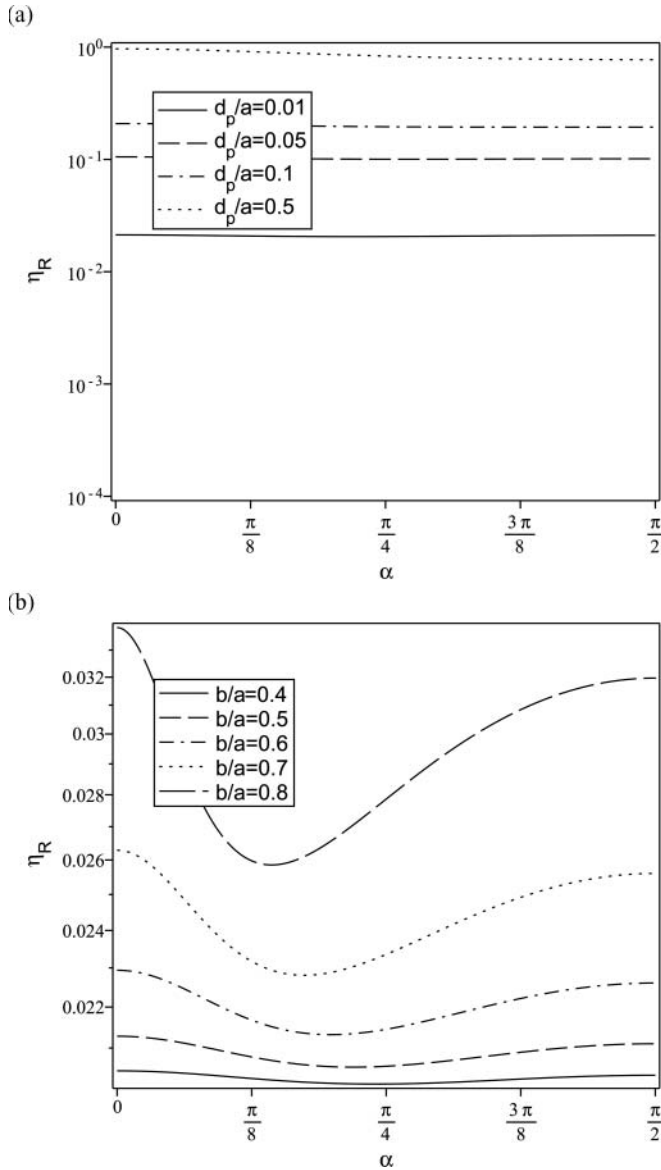 (a)
10⁰
10⁻¹
10⁻²
10⁻³
10⁻⁴
η_R
d_p/a=0.01
d_p/a=0.05
d_p/a=0.1
d_p/a=0.5
0
π/8
π/4
3π/8
π/2
α
(b)
0.032
0.03
0.028
0.026
0.024
0.022
η_R
b/a=0.4
b/a=0.5
b/a=0.6
b/a=0.7
b/a=0.8
0
π/8
π/4
3π/8
π/2
α